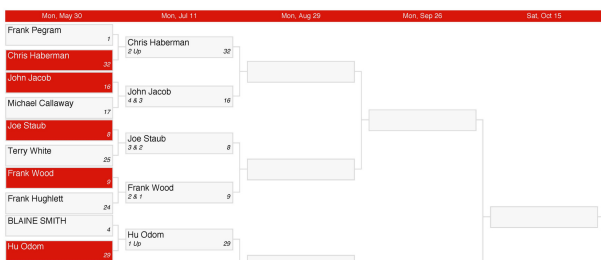 Mon, May 30
Mon, Jul 11
Mon, Aug 29
Mon, Sep 26
Sat, Oct 15
Frank Pegram
1
Chris Haberman
32
John Jacob
16
Michael Callaway
17
Joe Staub
8
Terry White
25
Frank Wood
9
Frank Hughlett
24
BLAINE SMITH
4
Hu Odom
29
Chris Haberman
2 Up 32
John Jacob
4 & 3 16
Joe Staub
3 & 2 8
Frank Wood
2 & 1 9
Hu Odom
1 Up 29